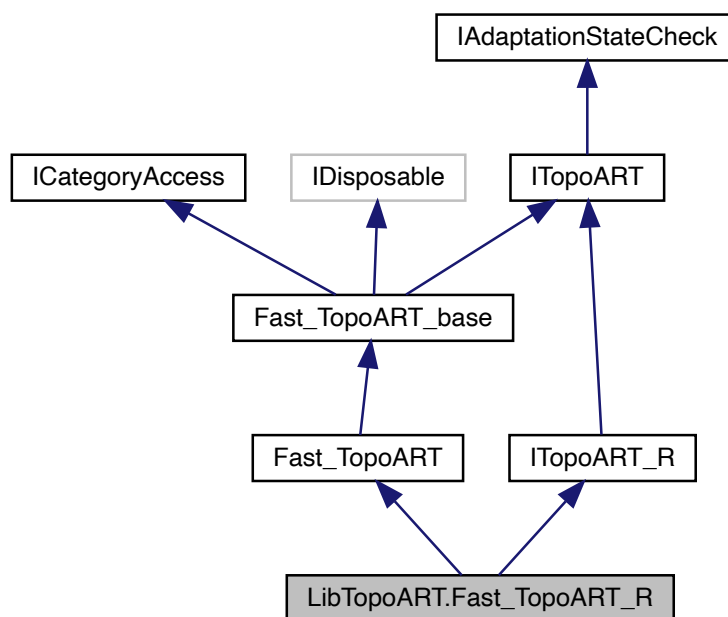 IAdaptationStateCheck
ICategoryAccess
IDisposable
ITopoART
Fast_TopoART_base
Fast_TopoART
ITopoART_R
LibTopoART.Fast_TopoART_R